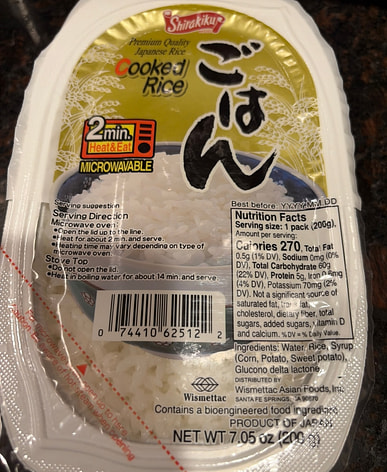 Shirakiku
Premium Quality
Japanese Rice
Cooked
Rice
ごはん
2 min.
Heat & Eat
MICROWAVABLE
Serving suggestion
Serving Direction
Microwave oven:
•Open the lid up to the line.
•Heat for about 2 min. and serve.
•Heating time may vary depending on type of
microwave oven.
Stove Top
•Do not open the lid.
•Heat in boiling water for about 14 min. and serve
0 74410 62512 2
Best before: YYYY.MM.DD
Nutrition Facts
Serving size: 1 pack (200g),
Amount per serving:
Calories 270, Total Fat
0.5g (1% DV), Sodium 0mg (0%
DV), Total Carbohydrate 60g
(22% DV), Protein 5g, Iron
(4% DV), Potassium 70mg (2%
DV). Not a significant source of
saturated fat, trans fat,
cholesterol, dietary fiber, total
sugars, added sugars, vitamin D
and calcium. %DV = % Daily Value.
Ingredients: Water, Rice, Syrup
(Corn, Potato, Sweet potato),
Glucono delta lactone
DISTRIBUTED BY
Wismettac Asian Foods, Inc.
SANTA FE SPRINGS, CA 90670
Wismettac
Contains a bioengineered food ingredient
PRODUCT OF JAPAN
NET WT 7.05 oz (200 g)